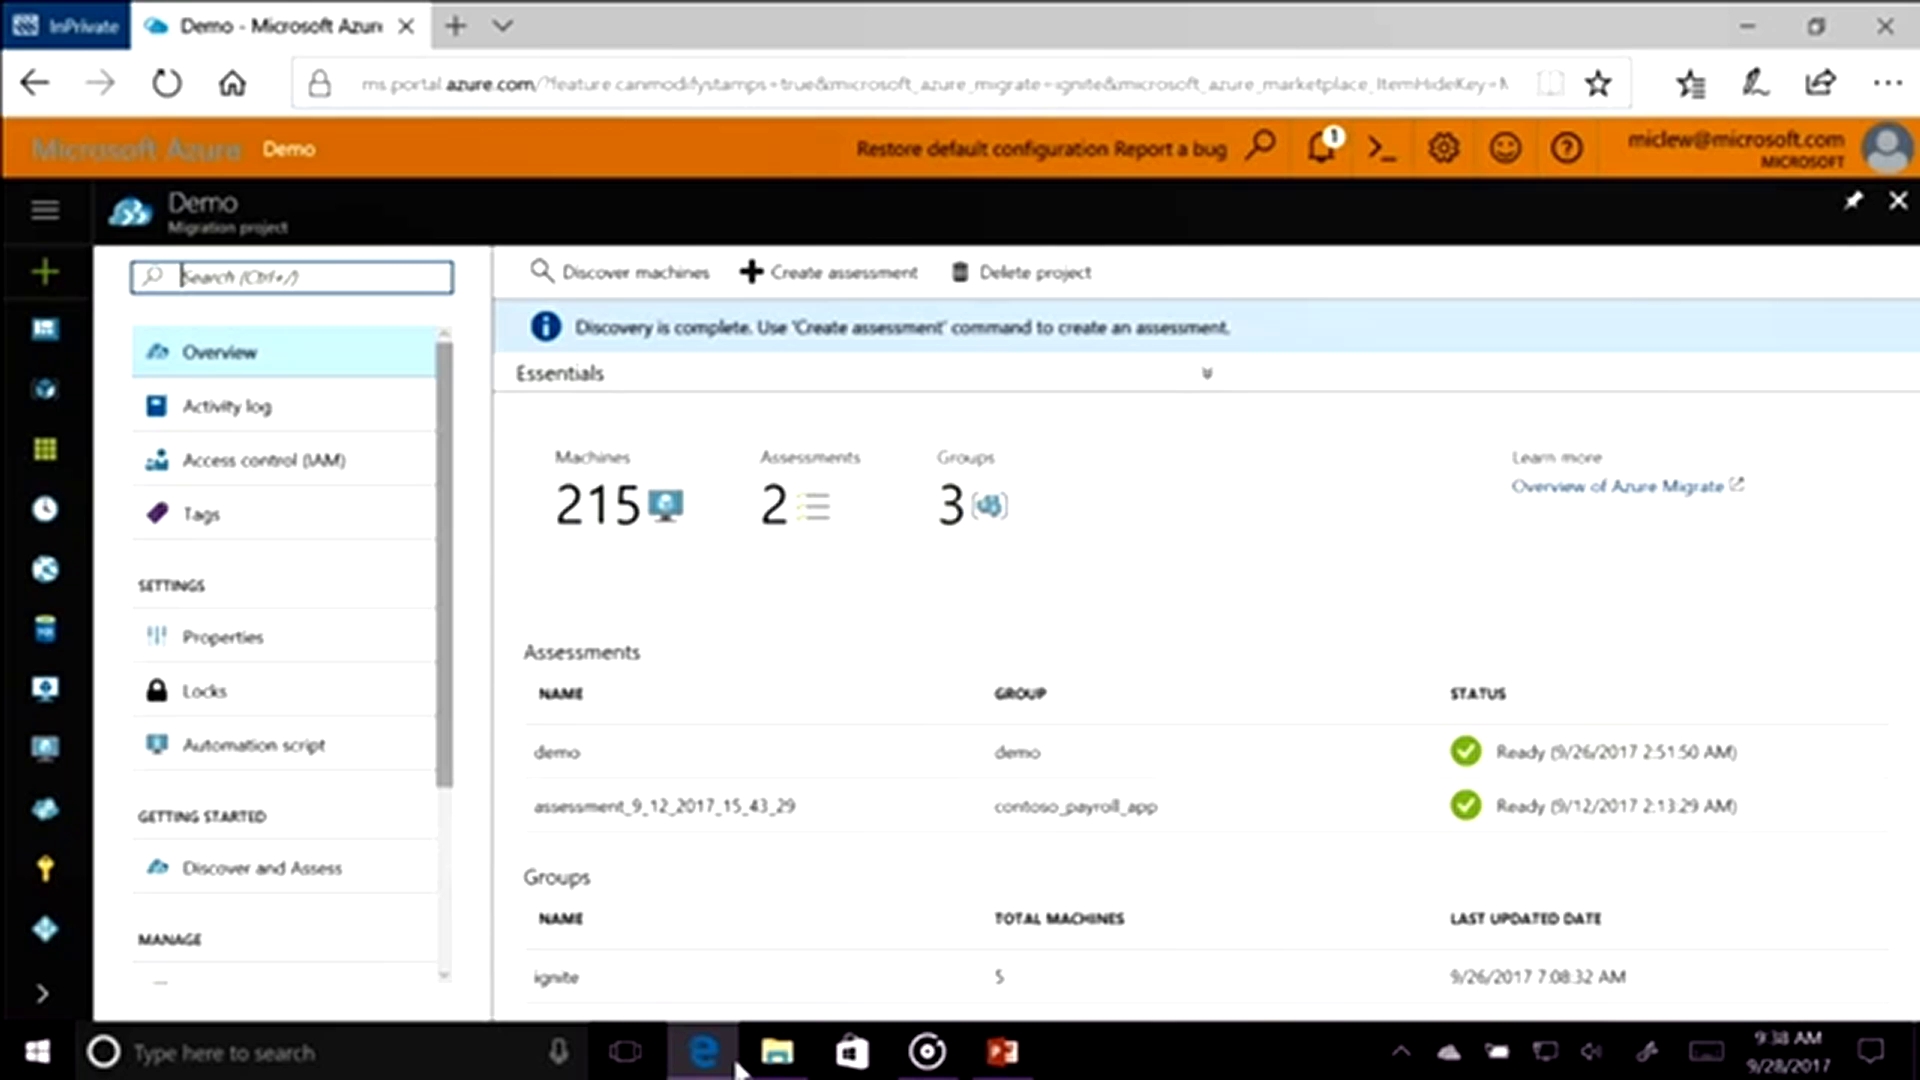 InPrivate
Demo - Microsoft Azure
ms.portal.azure.com/?feature.canmodifystamps=true&microsoft_azure_migrate=ignite&microsoft_azure_marketplace_ItemHideKey=M
Microsoft Azure Demo
Restore default configuration Report a bug
1
miclew@microsoft.com
MICROSOFT
Demo
Migration project
Search (Ctrl+/)
Discover machines
Create assessment
Delete project
Discovery is complete. Use 'Create assessment' command to create an assessment.
Essentials
Overview
Activity log
Access control (IAM)
Tags
SETTINGS
Properties
Locks
Automation script
GETTING STARTED
Discover and Assess
MANAGE
Machines
215
Assessments
2
Groups
3
Learn more
Overview of Azure Migrate
Assessments
NAME GROUP STATUS
demo demo Ready (9/26/2017 2:51:50 AM)
assessment_9_12_2017_15_43_29 contoso_payroll_app Ready (9/12/2017 2:13:29 AM)
Groups
NAME TOTAL MACHINES LAST UPDATED DATE
ignite 5 9/26/2017 7:08:32 AM
Type here to search
9:38 AM
9/28/2017